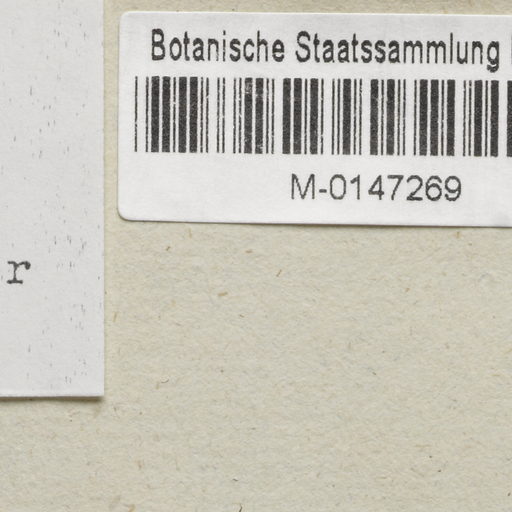 Botanische Staatssammlung
M-0147269
r